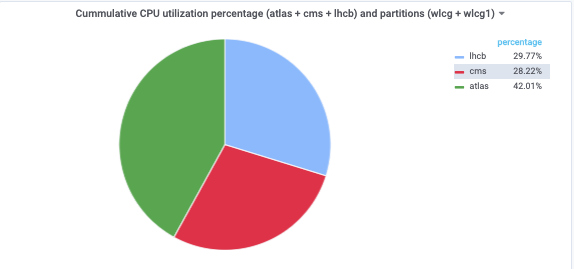 Cummulative CPU utilization percentage (atlas + cms + lhcb) and partitions (wlcg + wlcg1)
percentage
lhcb 29.77%
cms 28.22%
atlas 42.01%